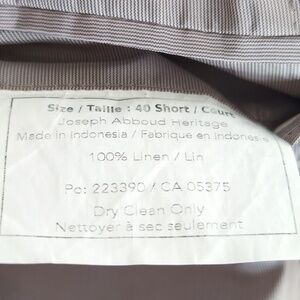 Size / Taille : 40 Short / Court
Joseph Abboud Heritage
Made in Indonesia / Fabrique en Indonesie
100% Linen / Lin
Pc: 223390 / CA 05375
Dry Clean Only
Nettoyer à sec seulement